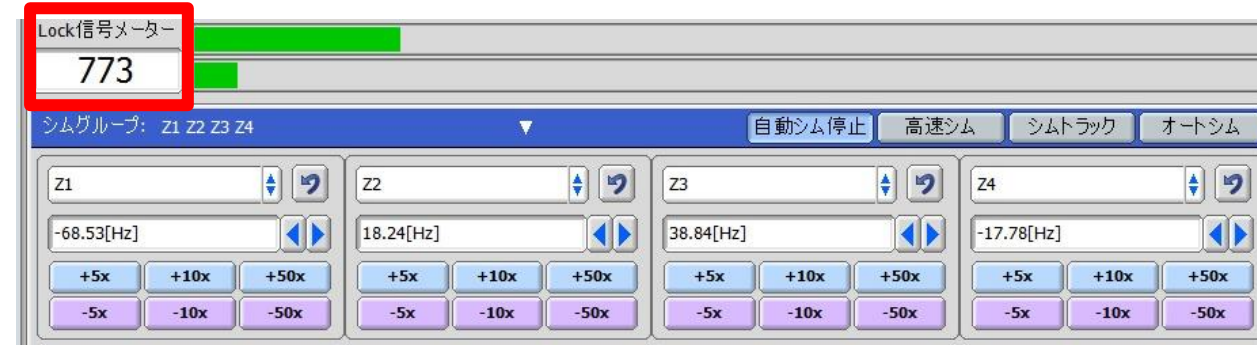 Lock信号メーター
773
シムグループ: Z1 Z2 Z3 Z4 ▼ 自動シム停止 高速シム シムトラック オートシム
Z1 Z2 Z3 Z4
-68.53[Hz] 18.24[Hz] 38.84[Hz] -17.78[Hz]
+5x +10x +50x +5x +10x +50x +5x +10x +50x +5x +10x +50x
-5x -10x -50x -5x -10x -50x -5x -10x -50x -5x -10x -50x